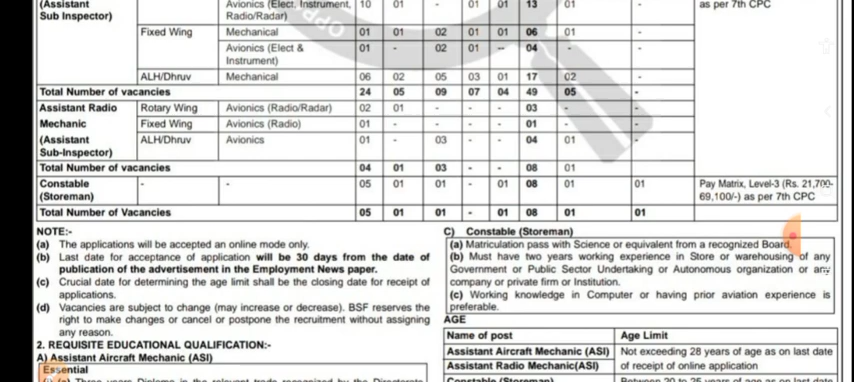 (Assistant Avionics (Elect. Instrument, 10 01 - 01 01 13 01 - as per 7th CPC
Sub Inspector) Radio/Radar)
Fixed Wing Mechanical 01 01 02 01 01 06 01 -
Avionics (Elect & 01 - 02 01 -- 04 - -
Instrument)
ALH/Dhruv Mechanical 06 02 05 03 01 17 02 -
Total Number of vacancies 24 05 09 07 04 49 05 -
Assistant Radio Rotary Wing Avionics (Radio/Radar) 02 01 - - - 03 - -
Mechanic Fixed Wing Avionics (Radio) 01 - - - - 01 - -
(Assistant ALH/Dhruv Avionics 01 - 03 - - 04 01 -
Sub-Inspector)
Total Number of vacancies 04 01 03 - - 08 01
Constable - - 05 01 01 - 01 08 01 01 Pay Matrix, Level-3 (Rs. 21,700-
(Storeman) 69,100/-) as per 7th CPC
Total Number of Vacancies 05 01 01 - 01 08 01 01
NOTE:-
(a) The applications will be accepted an online mode only.
(b) Last date for acceptance of application will be 30 days from the date of
publication of the advertisement in the Employment News paper.
(c) Crucial date for determining the age limit shall be the closing date for receipt of
applications.
(d) Vacancies are subject to change (may increase or decrease). BSF reserves the
right to make changes or cancel or postpone the recruitment without assigning
any reason.
2. REQUISITE EDUCATIONAL QUALIFICATION:-
A) Assistant Aircraft Mechanic (ASI)
Essential
C) Constable (Storeman)
(a) Matriculation pass with Science or equivalent from a recognized Board.
(b) Must have two years working experience in Store or warehousing of any
Government or Public Sector Undertaking or Autonomous organization or any
company or private firm or Institution.
(c) Working knowledge in Computer or having prior aviation experience is
preferable.
AGE
Name of post Age Limit
Assistant Aircraft Mechanic (ASI) Not exceeding 28 years of age as on last date
Assistant Radio Mechanic(ASI) of receipt of online application
Constable (Storeman) Between 20 to 25 years of age as on last date